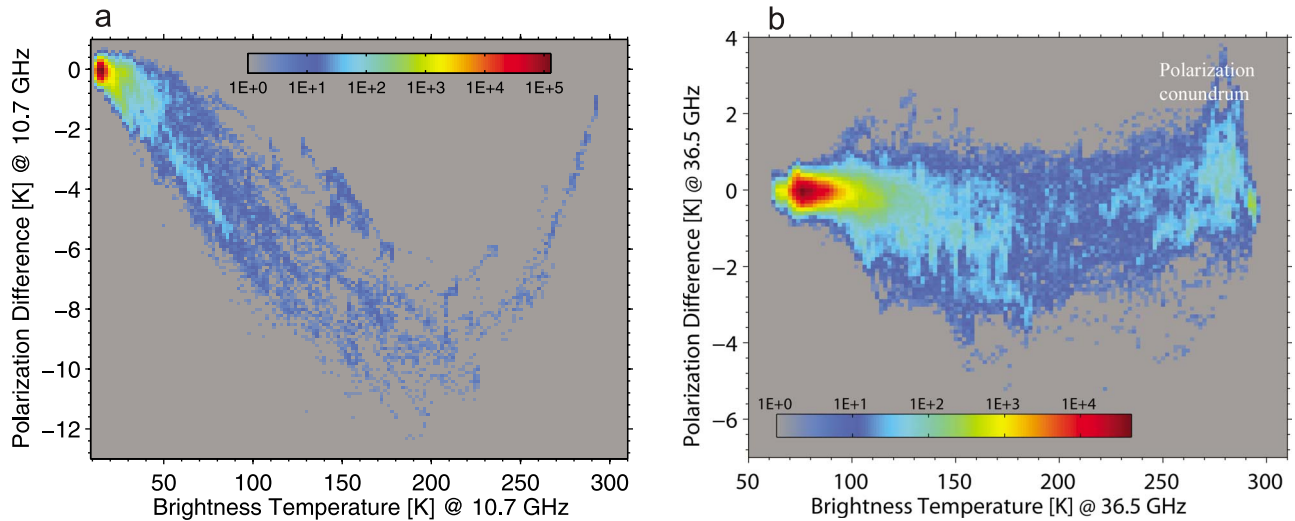 a
0
−2
−4
−6
−8
−10
−12
Polarization Difference [K] @ 10.7 GHz
1E+0 1E+1 1E+2 1E+3 1E+4 1E+5
50 100 150 200 250 300
Brightness Temperature [K] @ 10.7 GHz
b
4
2
0
−2
−4
−6
Polarization Difference [K] @ 36.5 GHz
Polarization
conundrum
1E+0 1E+1 1E+2 1E+3 1E+4
50 100 150 200 250 300
Brightness Temperature [K] @ 36.5 GHz